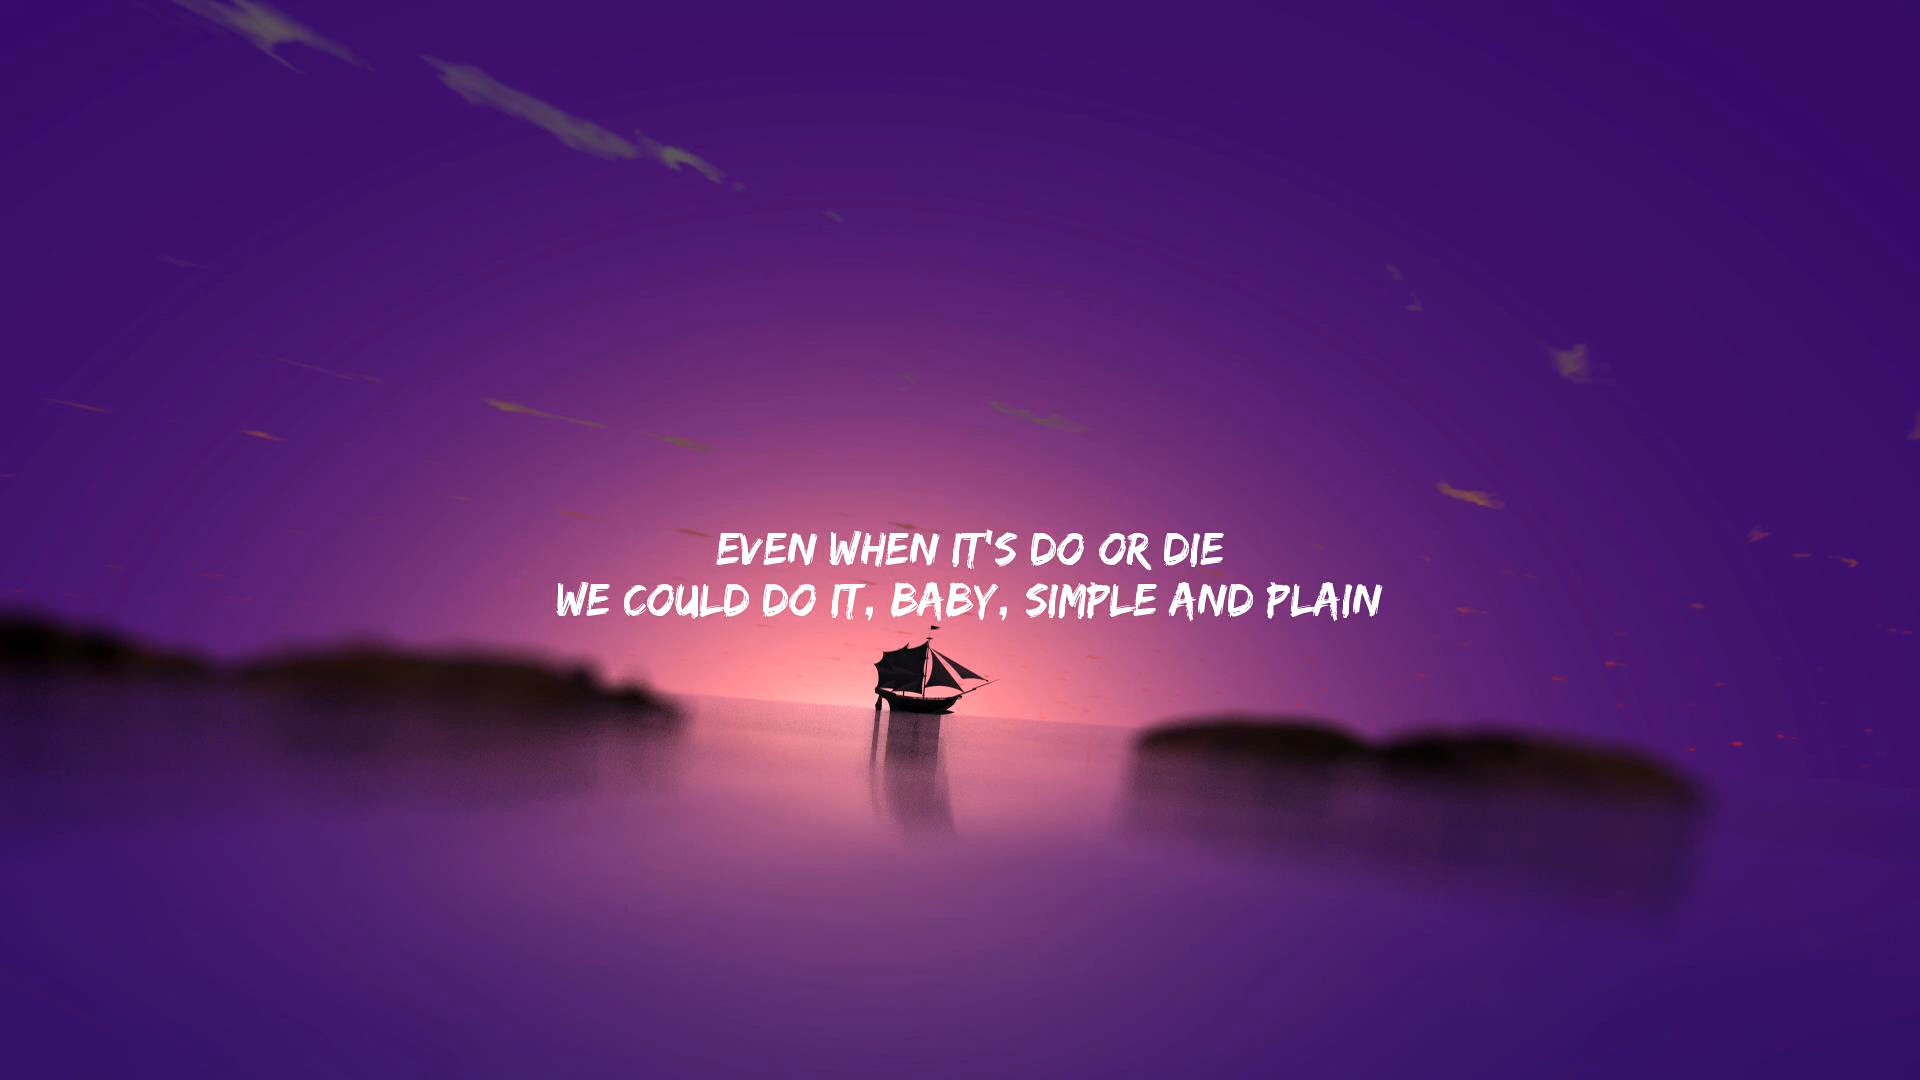 EVEN WHEN IT'S DO OR DIE
WE COULD DO IT, BABY, SIMPLE AND PLAIN